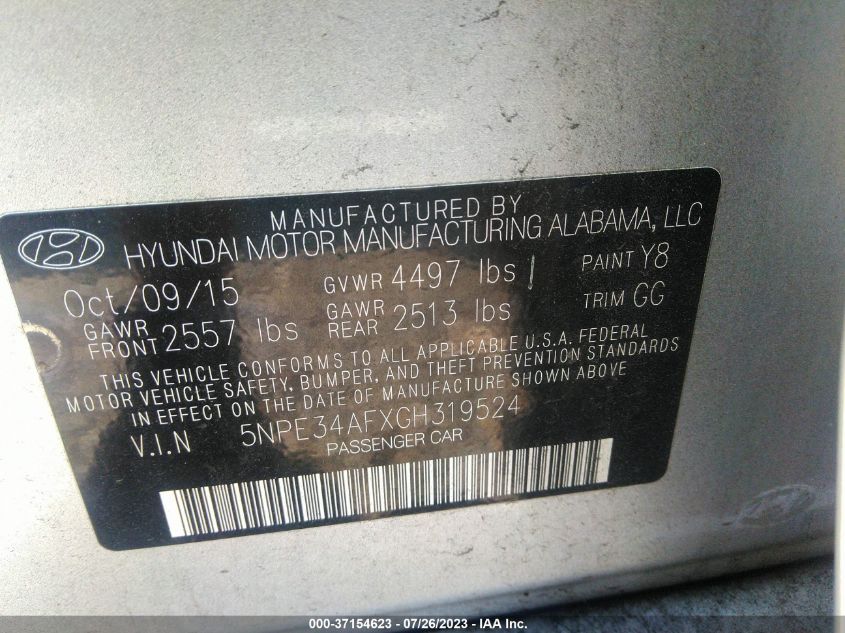 MANUFACTURED BY
HYUNDAI MOTOR MANUFACTURING ALABAMA, LLC
Oct/09/15 GVWR 4497 lbs PAINT Y8
GAWR FRONT 2557 lbs GAWR REAR 2513 lbs TRIM GG
THIS VEHICLE CONFORMS TO ALL APPLICABLE U.S.A. FEDERAL
MOTOR VEHICLE SAFETY, BUMPER, AND THEFT PREVENTION STANDARDS
IN EFFECT ON THE DATE OF MANUFACTURE SHOWN ABOVE
V.I.N 5NPE34AFXGH319524
PASSENGER CAR
000-37154623 - 07/26/2023 - IAA Inc.